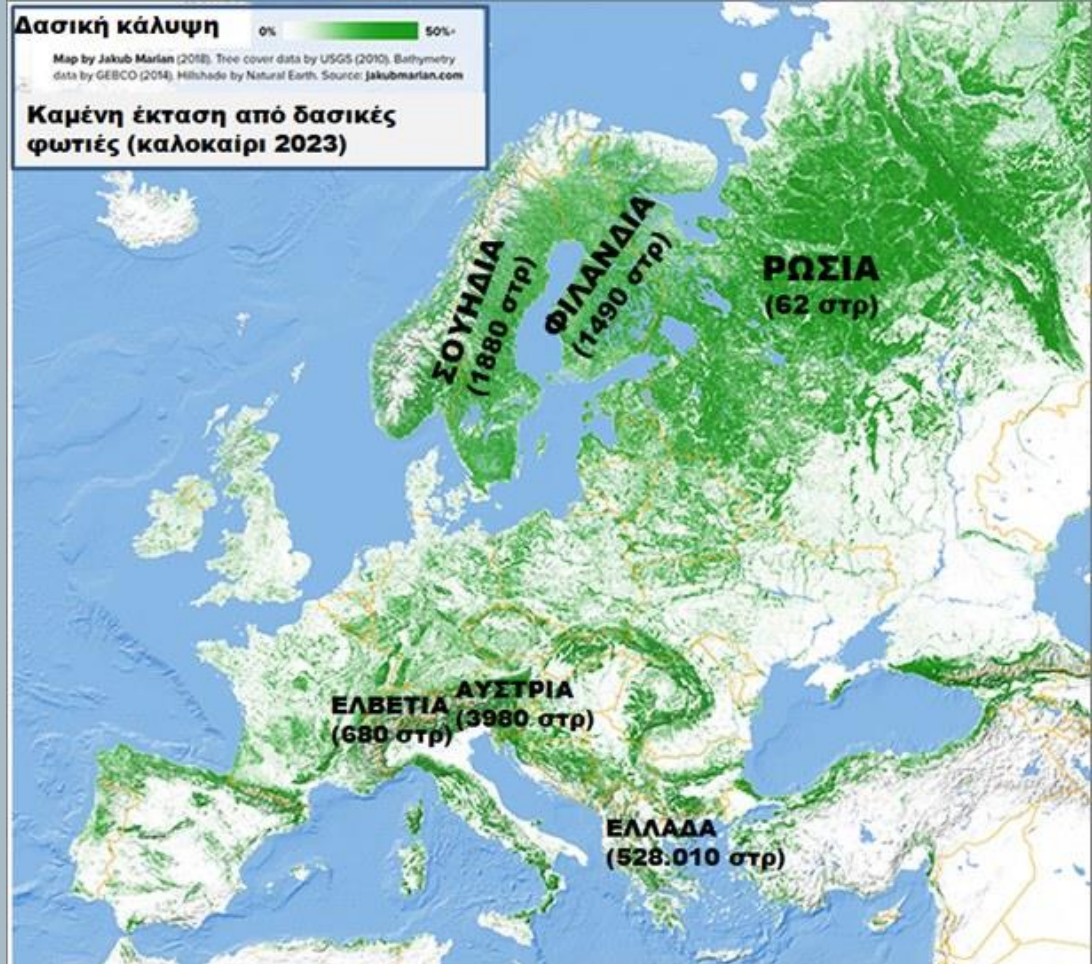 Δασική κάλυψη
0% 50%+
Map by Jakub Marian (2018). Tree cover data by USGS (2010). Bathymetry
data by GEBCO (2014). Hillshade by Natural Earth. Source: jakubmarian.com
Καμένη έκταση από δασικές
φωτιές (καλοκαίρι 2023)
ΣΟΥΗΔΙΑ
(1880 στρ)
ΦΙΛΑΝΔΙΑ
(1490 στρ)
ΡΩΣΙΑ
(62 στρ)
ΕΛΒΕΤΙΑ
(680 στρ)
ΑΥΣΤΡΙΑ
(3980 στρ)
ΕΛΛΑΔΑ
(528.010 στρ)